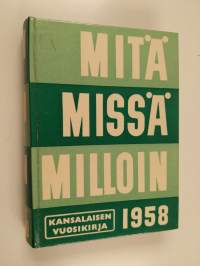 MITÄ
MISSÄ
MILLOIN
KANSALAISEN
VUOSIKIRJA
1958